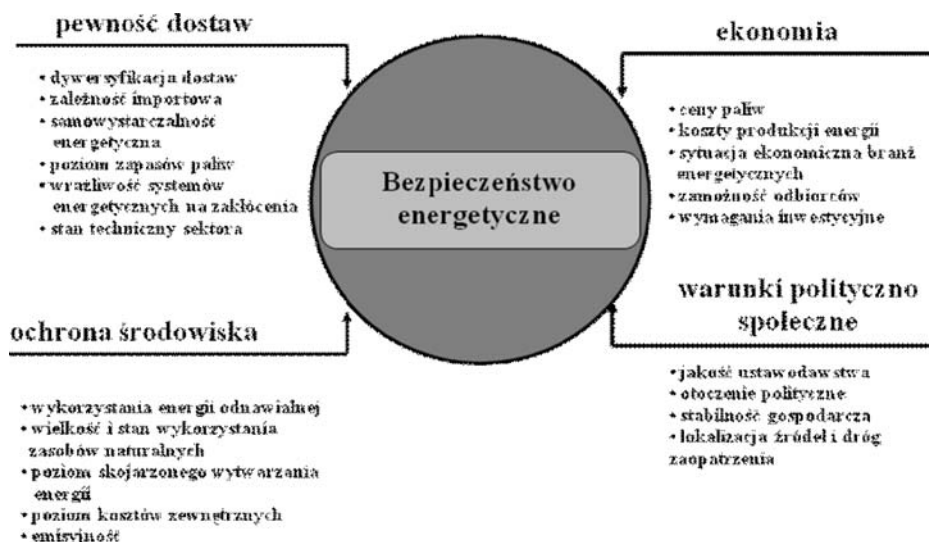 pewność dostaw
• dywersyfikacja dostaw
• zależność importowa
• samowystarczalność
energetyczna
• poziom zapasów paliw
• wrażliwość systemów
energetycznych na zakłócenia
• stan techniczny sektora
ekonomia
• ceny paliw
• koszty produkcji energii
• sytuacja ekonomiczna branż
energetycznych
• zamożność odbiorców
• wymagania inwestycyjne
Bezpieczeństwo
energetyczne
ochrona środowiska
• wykorzystania energii odnawialnej
• wielkość i stan wykorzystania
zasobów naturalnych
• poziom skojarzonego wytwarzania
energii
• poziom kosztów zewnętrznych
• emisyjność
warunki polityczno
społeczne
• jakość ustawodawstwa
• otoczenie polityczne
• stabilność gospodarcza
• lokalizacja źródeł i dróg
zaopatrzenia